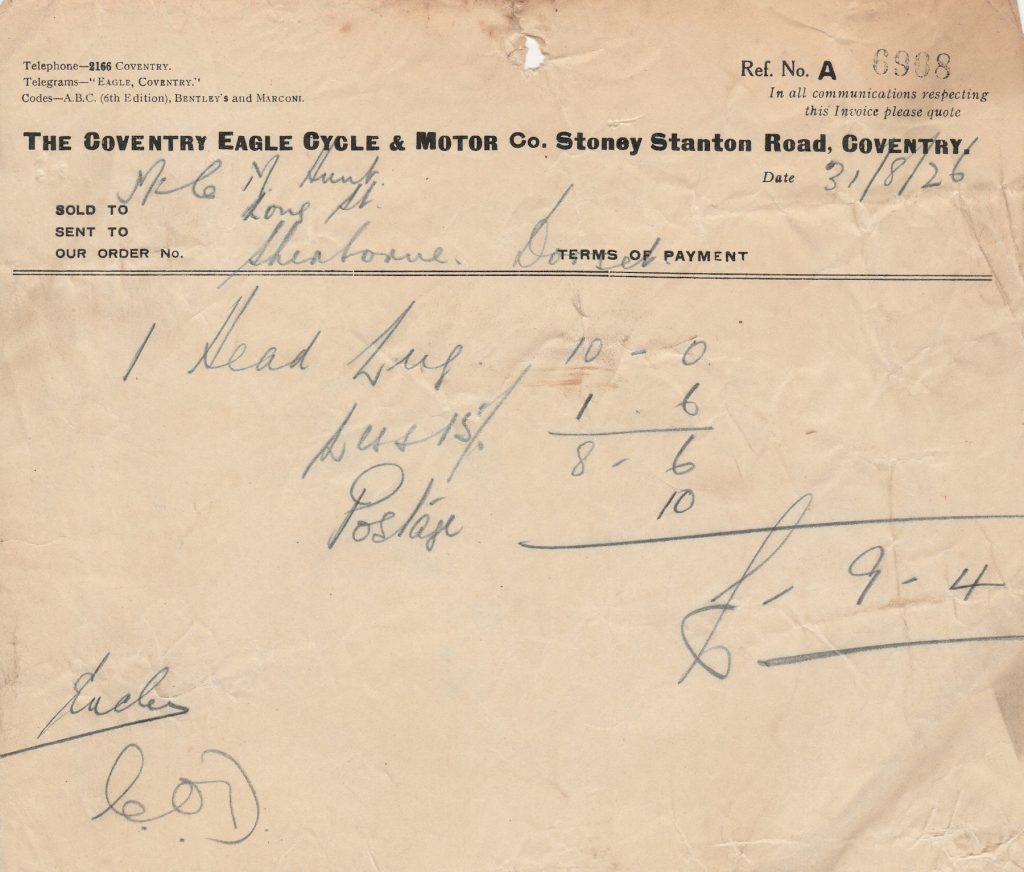 Telephone—2166 COVENTRY.
Telegrams—"EAGLE, COVENTRY."
Codes—A.B.C. (6th Edition), BENTLEY'S and MARCONI.
Ref. No. A 6908
In all communications respecting
this Invoice please quote
THE COVENTRY EAGLE CYCLE & MOTOR Co. Stoney Stanton Road, COVENTRY.
Date 31/8/26
Mr C M Hunt.
SOLD TO Long St.
SENT TO
OUR ORDER No. Sherborne. Dorset. TERMS OF PAYMENT
1 Head Lug. 10 - 0
Less 15% 1 . 6
8 - 6
Postage 10
£ - 9 - 4
C.O.D.